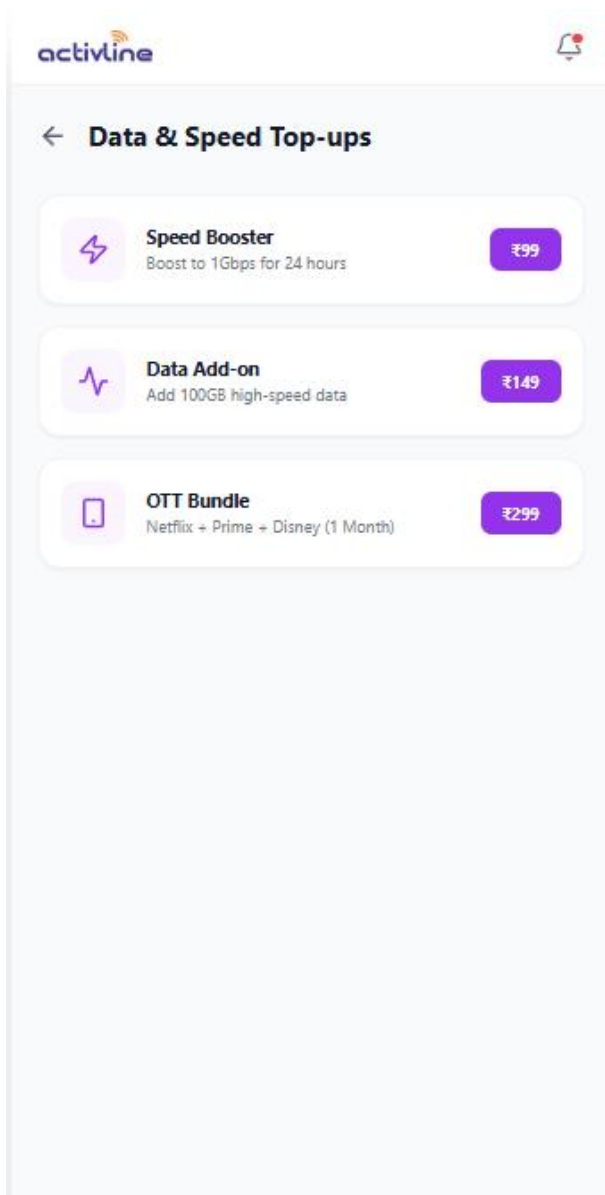 activline
Data & Speed Top-ups
Speed Booster
Boost to 1Gbps for 24 hours
₹99
Data Add-on
Add 100GB high-speed data
₹149
OTT Bundle
Netflix + Prime + Disney (1 Month)
₹299